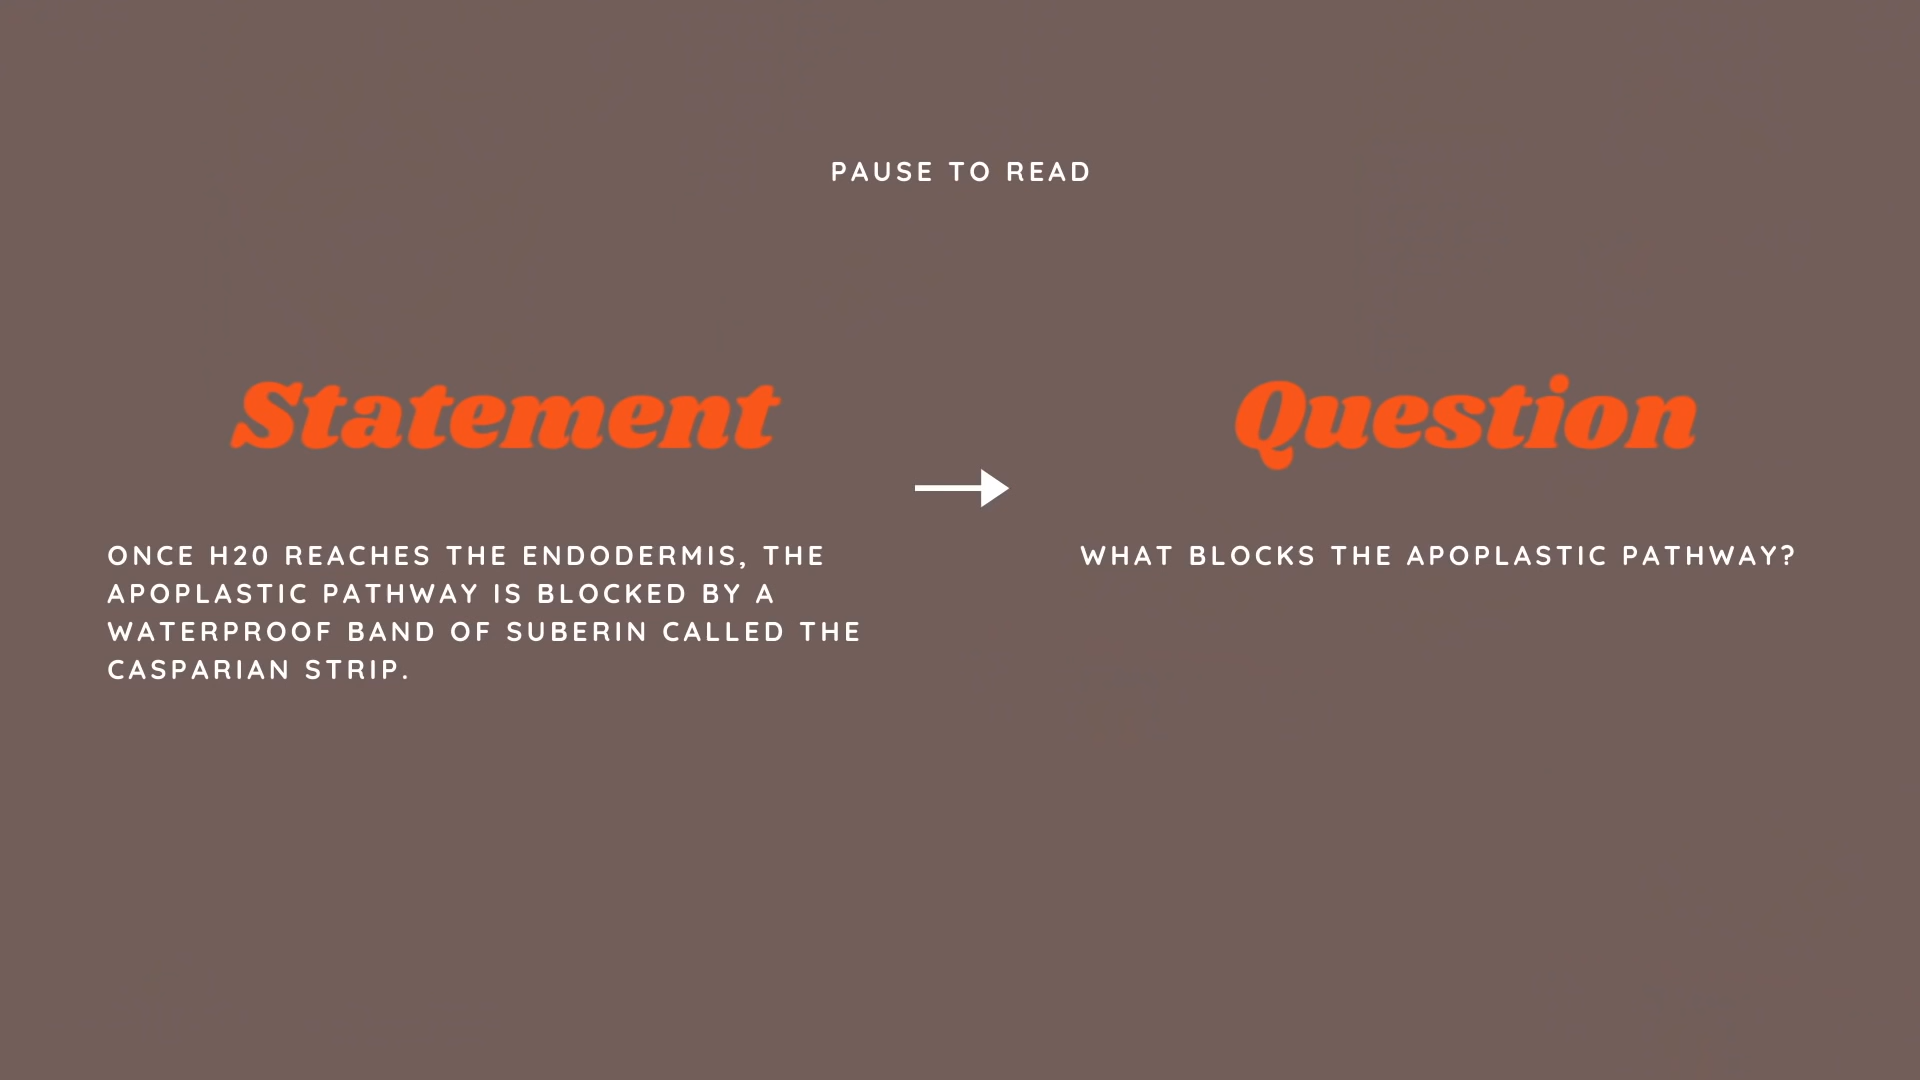 PAUSE TO READ
Statement
ONCE H20 REACHES THE ENDODERMIS, THE
APOPLASTIC PATHWAY IS BLOCKED BY A
WATERPROOF BAND OF SUBERIN CALLED THE
CASPARIAN STRIP.
Question
WHAT BLOCKS THE APOPLASTIC PATHWAY?